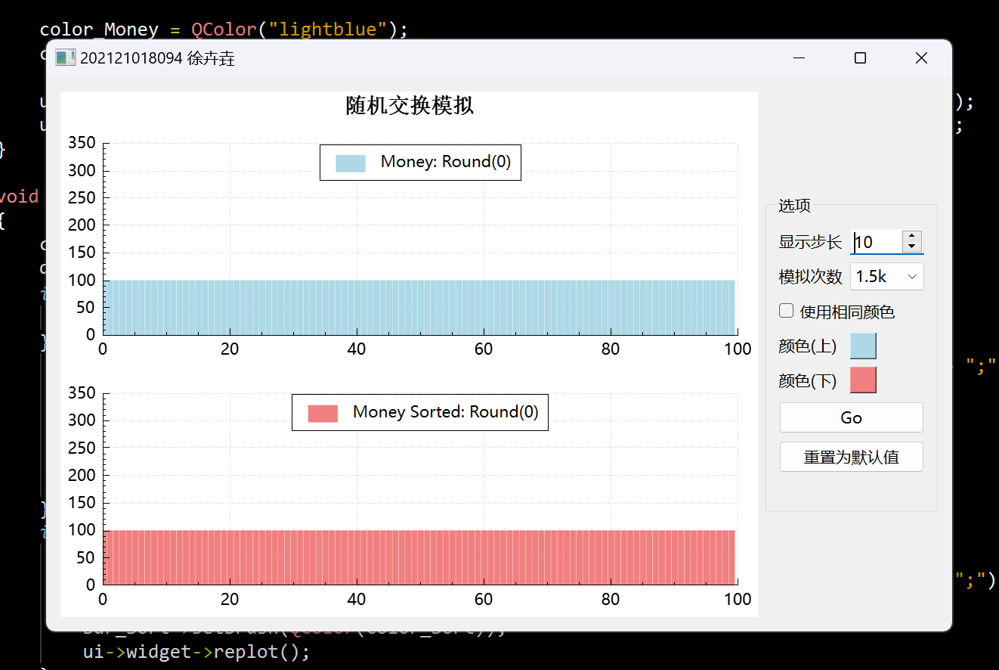 color_Money = QColor("lightblue");
202121018094 徐卉垚
);
;
}
void
{
随机交换模拟
350
300
250
200
150
100
50
0
Money: Round(0)
0 20 40 60 80 100
350
300
250
200
150
100
50
0
Money Sorted: Round(0)
0 20 40 60 80 100
选项
显示步长 10
模拟次数 1.5k
使用相同颜色
颜色(上)
颜色(下)
Go
重置为默认值
";"
";")
ui->widget->replot();